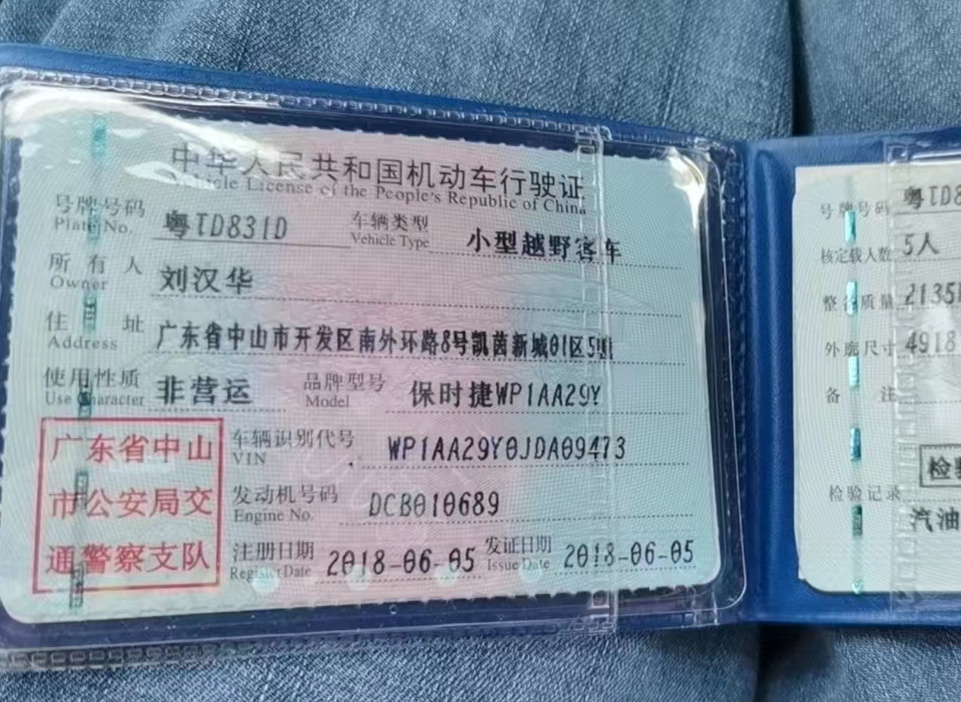 中华人民共和国机动车行驶证
Vehicle License of the People's Republic of China
号牌号码 粤TD831D 车辆类型 小型越野客车
Plate No. Vehicle Type
所有人 刘汉华
Owner
住址 广东省中山市开发区南外环路8号凯茵新城01区
Address
使用性质 非营运 品牌型号 保时捷WP1AA29Y
Use Character Model
广东省中山
市公安局交
通警察支队
车辆识别代号 WP1AA29Y0JDA09473
VIN
发动机号码 DCB010689
Engine No.
注册日期 2018-06-05 发证日期 2018-06-05
Register Date Issue Date
号牌号码 粤TD8
核定载人数 5人
整备质量 2135
外廓尺寸 4918
备注
检验记录
汽油